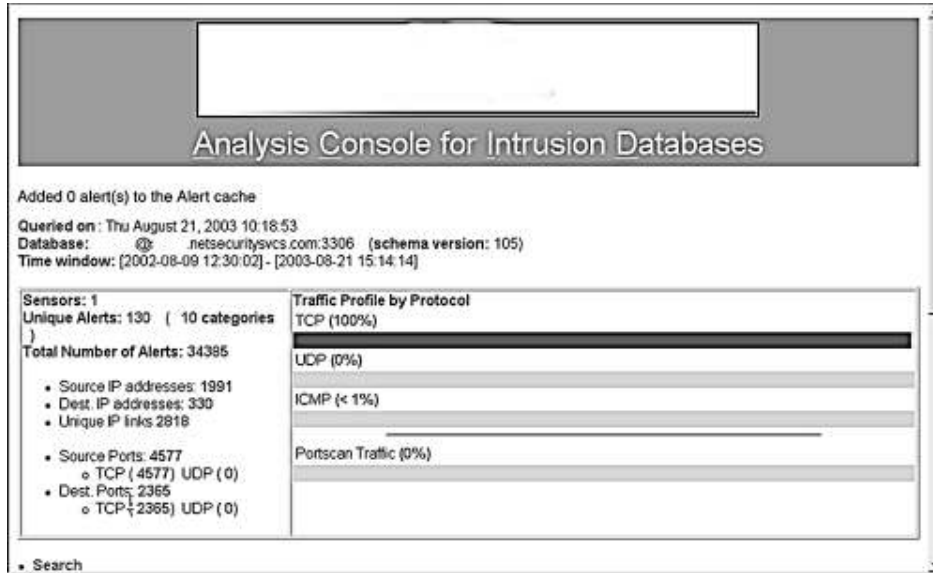 Analysis Console for Intrusion Databases
Added 0 alert(s) to the Alert cache
Queried on : Thu August 21, 2003 10:18:53
Database: @ .netsecuritysvcs.com:3306 (schema version: 105)
Time window: [2002-08-09 12:30:02] - [2003-08-21 15:14:14]
Sensors: 1
Unique Alerts: 130 ( 10 categories
)
Total Number of Alerts: 34385
• Source IP addresses: 1991
• Dest. IP addresses: 330
• Unique IP links 2818
• Source Ports: 4577
o TCP ( 4577) UDP ( 0)
• Dest. Ports: 2365
o TCP ( 2365) UDP ( 0)
Traffic Profile by Protocol
TCP (100%)
UDP (0%)
ICMP (< 1%)
Portscan Traffic (0%)
• Search